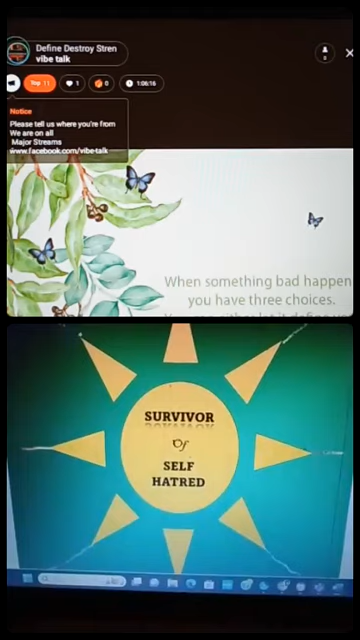 Define Destroy Stren
vibe talk
Top 11
1
0
1:06:16
0
Notice
Please tell us where you're from
We are on all
Major Streams
www.facebook.com/vibe-talk
When something bad happen
you have three choices.
SURVIVOR
Of
SELF
HATRED